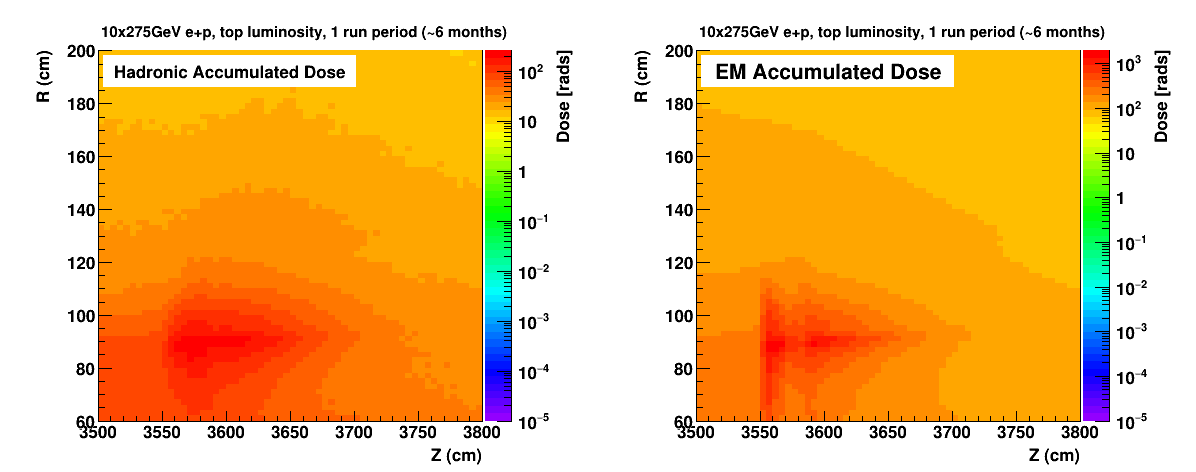 10x275GeV e+p, top luminosity, 1 run period (~6 months)
R (cm)
Hadronic Accumulated Dose
200
180
160
140
120
100
80
60
3500 3550 3600 3650 3700 3750 3800
Z (cm)
Dose [rads]
10²
10
1
10⁻¹
10⁻²
10⁻³
10⁻⁴
10⁻⁵
10x275GeV e+p, top luminosity, 1 run period (~6 months)
R (cm)
EM Accumulated Dose
200
180
160
140
120
100
80
60
3500 3550 3600 3650 3700 3750 3800
Z (cm)
Dose [rads]
10³
10²
10
1
10⁻¹
10⁻²
10⁻³
10⁻⁴
10⁻⁵